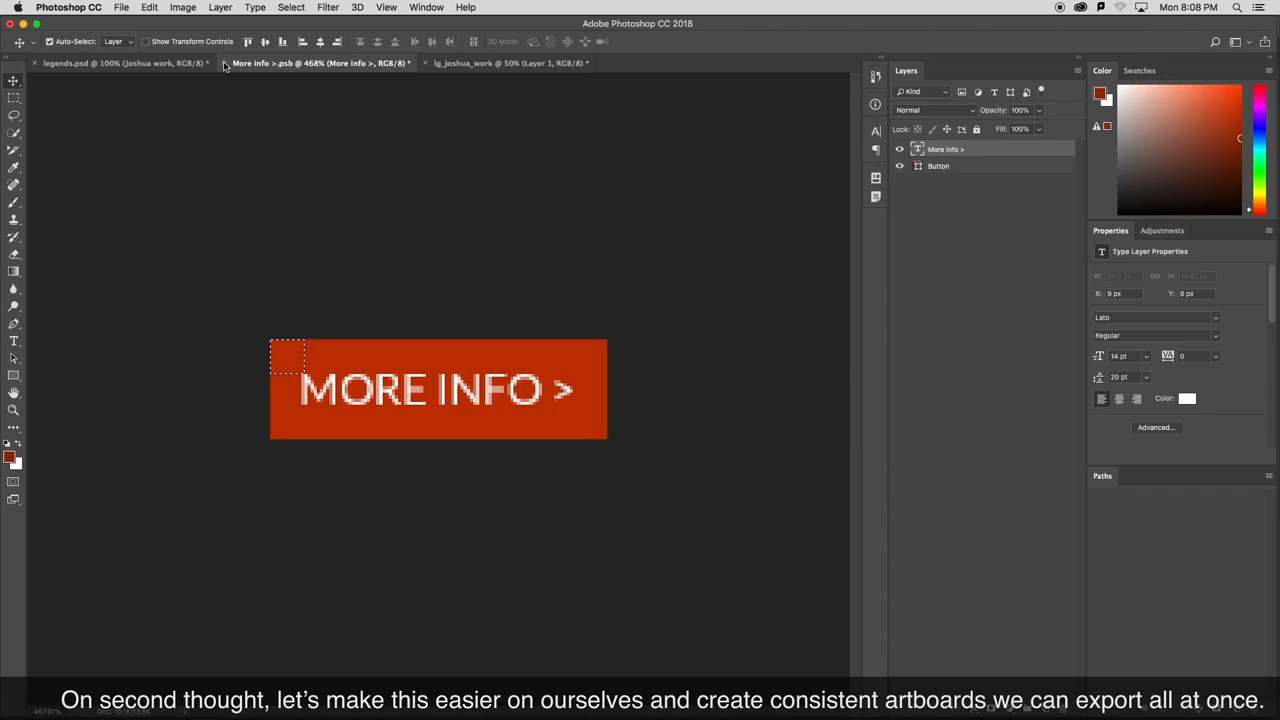 Photoshop CC File Edit Image Layer Type Select Filter 3D View Window Help Mon 8:08 PM
Adobe Photoshop CC 2018
Auto-Select: Layer Show Transform Controls 3D Mode:
legends.psd @ 100% (Joshua work, RGB/8) * More info >.psb @ 468% (More info >, RGB/8) * lg_joshua_work @ 50% (Layer 1, RGB/8) *
Layers Color Swatches
Kind
Normal Opacity: 100%
Lock: Fill: 100%
More info >
Button
Properties Adjustments
Type Layer Properties
X: 9 px Y: 8 px
Lato
Regular
14 pt 0
20 pt
Color:
Advanced...
Paths
MORE INFO >
On second thought, let's make this easier on ourselves and create consistent artboards we can export all at once.
467.97%